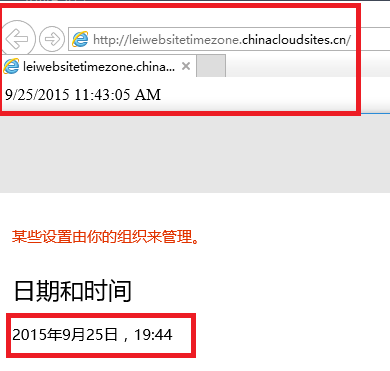 http://leiwebsitetimezone.chinacloudsites.cn/
leiwebsitetimezone.china...
9/25/2015 11:43:05 AM
某些设置由你的组织来管理。
日期和时间
2015年9月25日，19:44